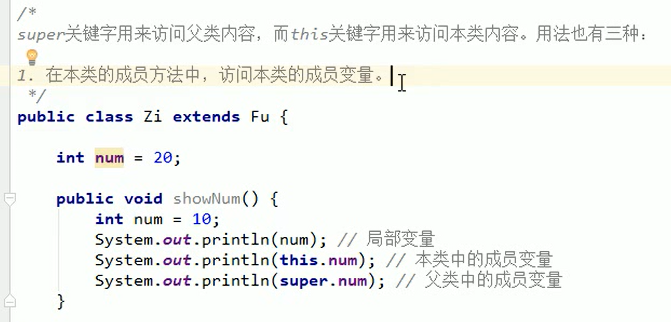 /*
super关键字用来访问父类内容，而this关键字用来访问本类内容。用法也有三种：
1. 在本类的成员方法中，访问本类的成员变量。
*/
public class Zi extends Fu {
int num = 20;
public void showNum() {
int num = 10;
System.out.println(num); // 局部变量
System.out.println(this.num); // 本类中的成员变量
System.out.println(super.num); // 父类中的成员变量
}